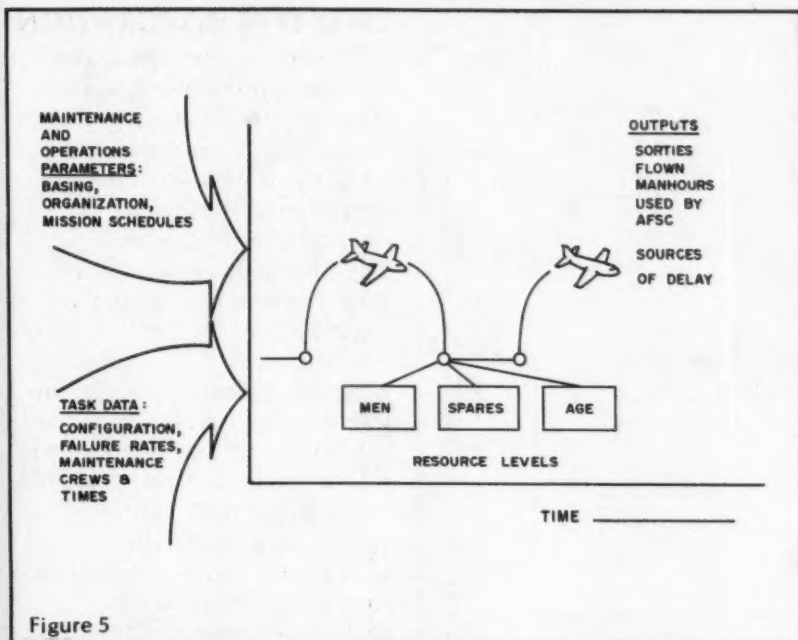 MAINTENANCE
AND
OPERATIONS
PARAMETERS:
BASING,
ORGANIZATION,
MISSION SCHEDULES
OUTPUTS
SORTIES
FLOWN
MANHOURS
USED BY
AFSC
SOURCES
OF DELAY
TASK DATA:
CONFIGURATION,
FAILURE RATES,
MAINTENANCE
CREWS &
TIMES
MEN
SPARES
AGE
RESOURCE LEVELS
TIME
Figure 5